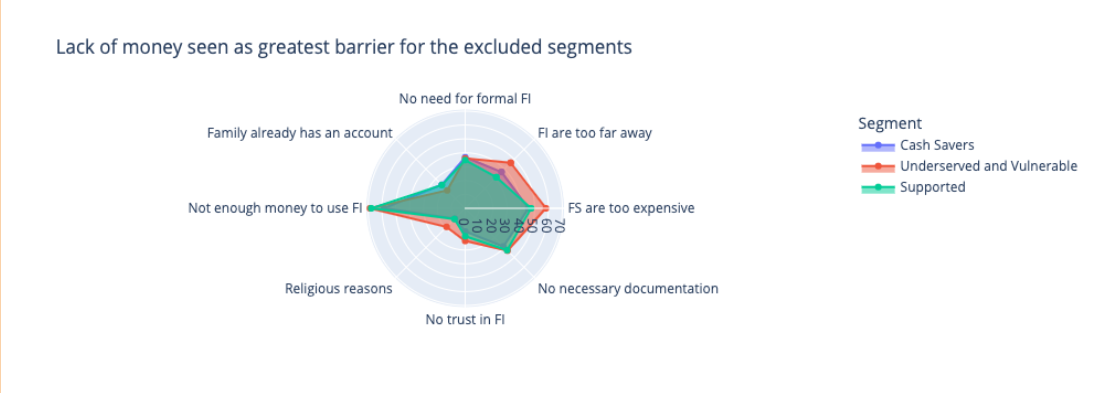 Lack of money seen as greatest barrier for the excluded segments
No need for formal FI
Family already has an account
FI are too far away
Not enough money to use FI
FS are too expensive
0
10
20
30
40
50
60
70
Religious reasons
No necessary documentation
No trust in FI
Segment
Cash Savers
Underserved and Vulnerable
Supported